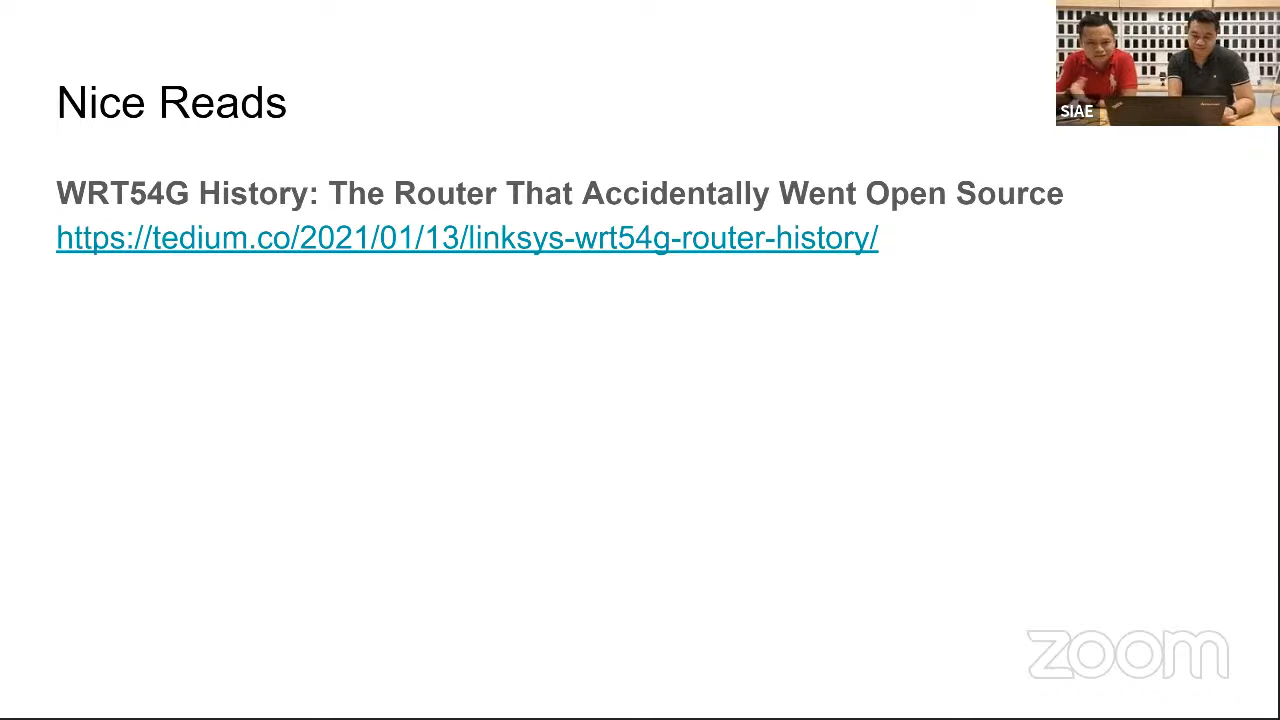 Nice Reads
WRT54G History: The Router That Accidentally Went Open Source
https://tedium.co/2021/01/13/linksys-wrt54g-router-history/
SIAE
zoom